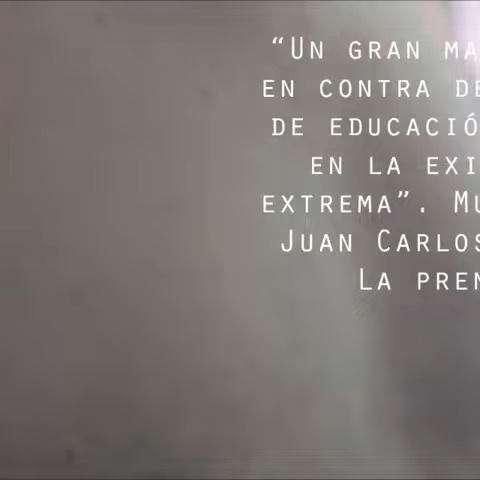 “Un gran ma
en contra de
de educació
en la exi
extrema”. Mu
Juan Carlos
La pren